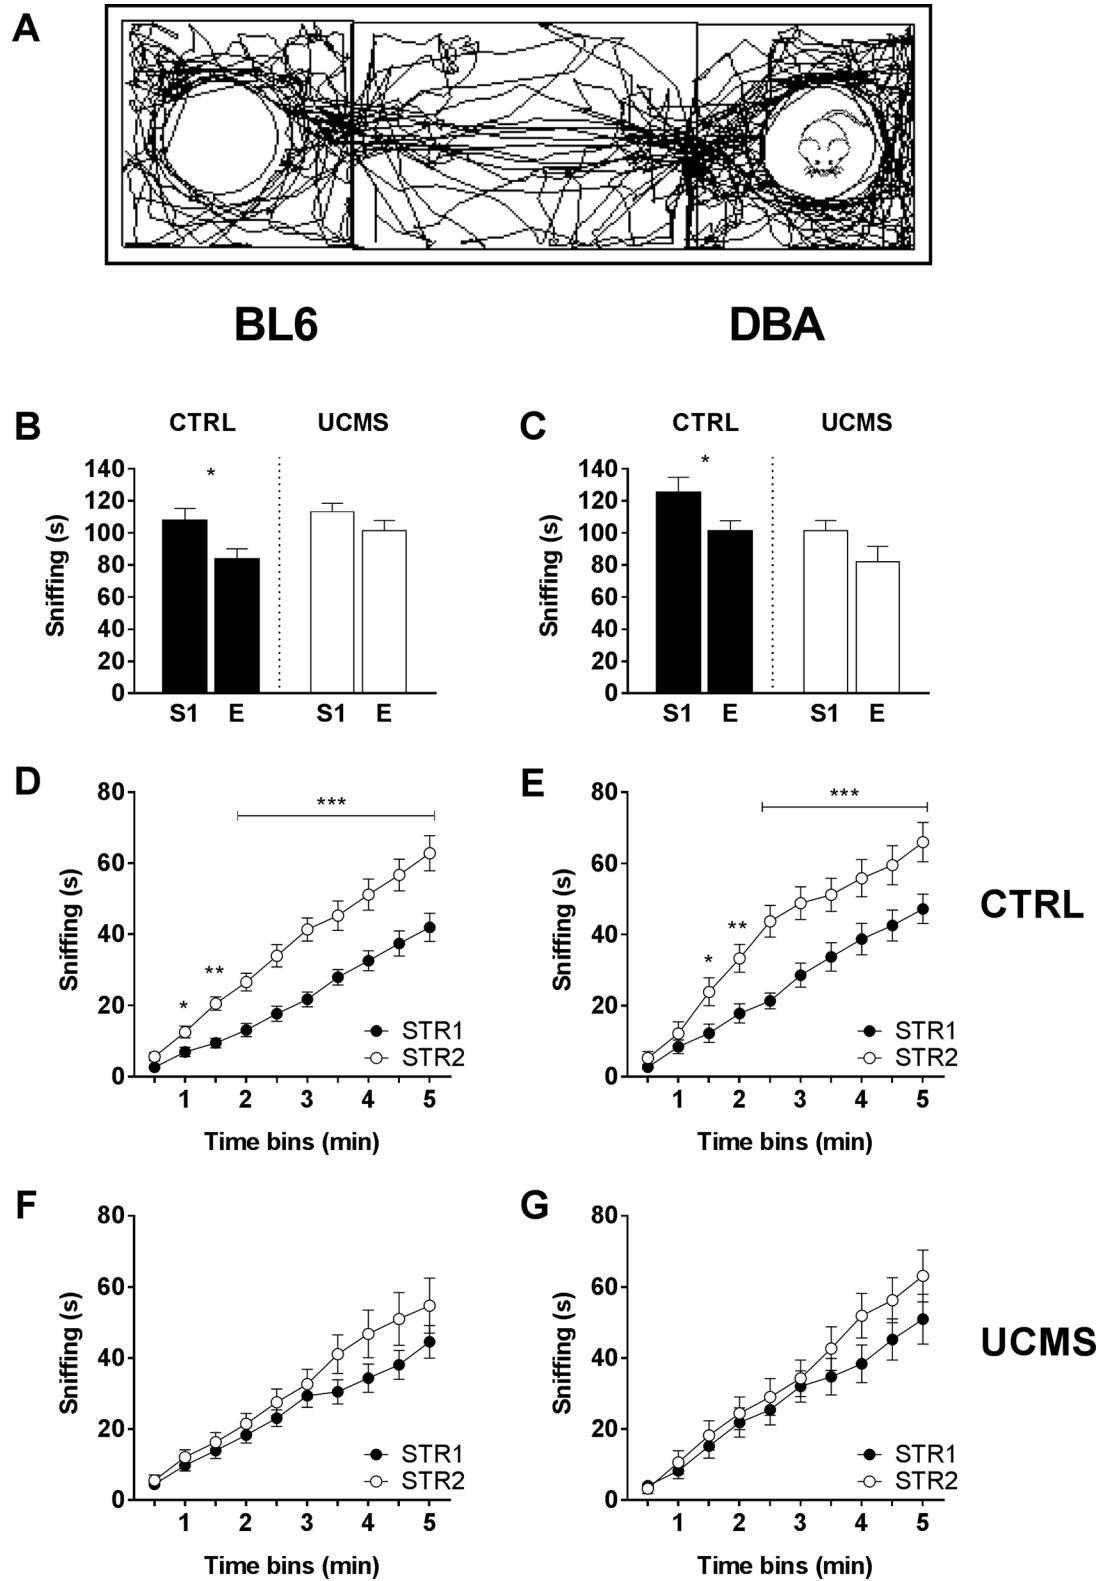 A
BL6 DBA
B CTRL UCMS
C CTRL UCMS
*
*
140
120
100
80
60
40
20
0
Sniffing (s)
S1 E S1 E
140
120
100
80
60
40
20
0
Sniffing (s)
S1 E S1 E
D
80
60
40
20
0
Sniffing (s)
***
**
*
STR1
STR2
1 2 3 4 5
Time bins (min)
E
80
60
40
20
0
Sniffing (s)
***
**
*
STR1
STR2
1 2 3 4 5
Time bins (min)
CTRL
F
80
60
40
20
0
Sniffing (s)
STR1
STR2
1 2 3 4 5
Time bins (min)
G
80
60
40
20
0
Sniffing (s)
STR1
STR2
1 2 3 4 5
Time bins (min)
UCMS